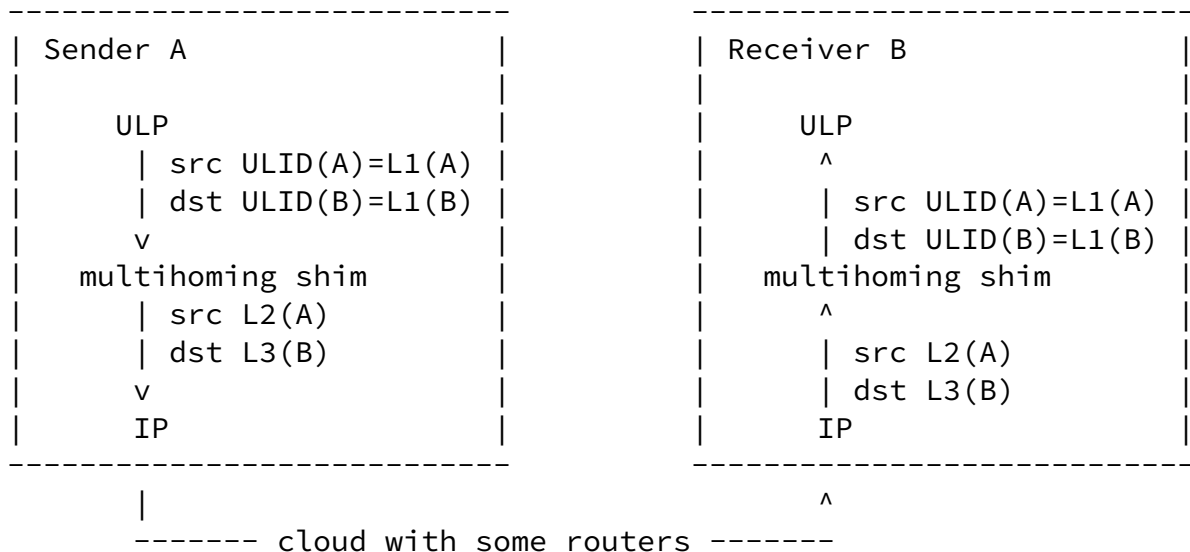 ----------------------------          ----------------------------
| Sender A                 |          | Receiver B               |
|                          |          |                          |
|     ULP                  |          |     ULP                  |
|      | src ULID(A)=L1(A) |          |      ^                   |
|      | dst ULID(B)=L1(B) |          |      | src ULID(A)=L1(A) |
|      v                   |          |      | dst ULID(B)=L1(B) |
|   multihoming shim       |          |   multihoming shim       |
|      | src L2(A)         |          |      ^                   |
|      | dst L3(B)         |          |      | src L2(A)         |
|      v                   |          |      | dst L3(B)         |
|      IP                  |          |      IP                  |
----------------------------          ----------------------------
       |                                     ^
       ------- cloud with some routers -------